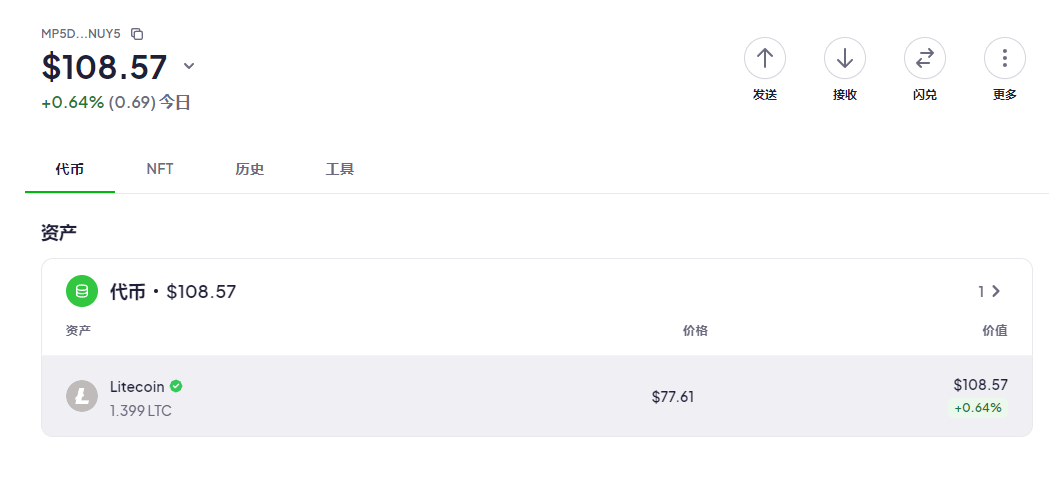 MP5D...NUY5
$108.57
+0.64% (0.69) 今日
发送 接收 闪兑 更多
代币 NFT 历史 工具
资产
代币 • $108.57 1
资产 价格 价值
Litecoin $77.61 $108.57
1.399 LTC +0.64%